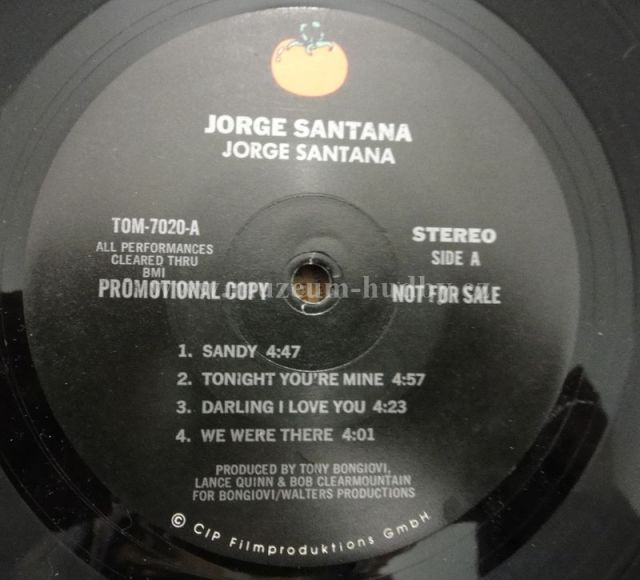 JORGE SANTANA
JORGE SANTANA
TOM-7020-A
ALL PERFORMANCES
CLEARED THRU
BMI
PROMOTIONAL COPY
STEREO
SIDE A
NOT FOR SALE
1. SANDY 4:47
2. TONIGHT YOU'RE MINE 4:57
3. DARLING I LOVE YOU 4:23
4. WE WERE THERE 4:01
PRODUCED BY TONY BONGIOVI,
LANCE QUINN & BOB CLEARMOUNTAIN
FOR BONGIOVI/WALTERS PRODUCTIONS
© CIP Filmproduktions GmbH